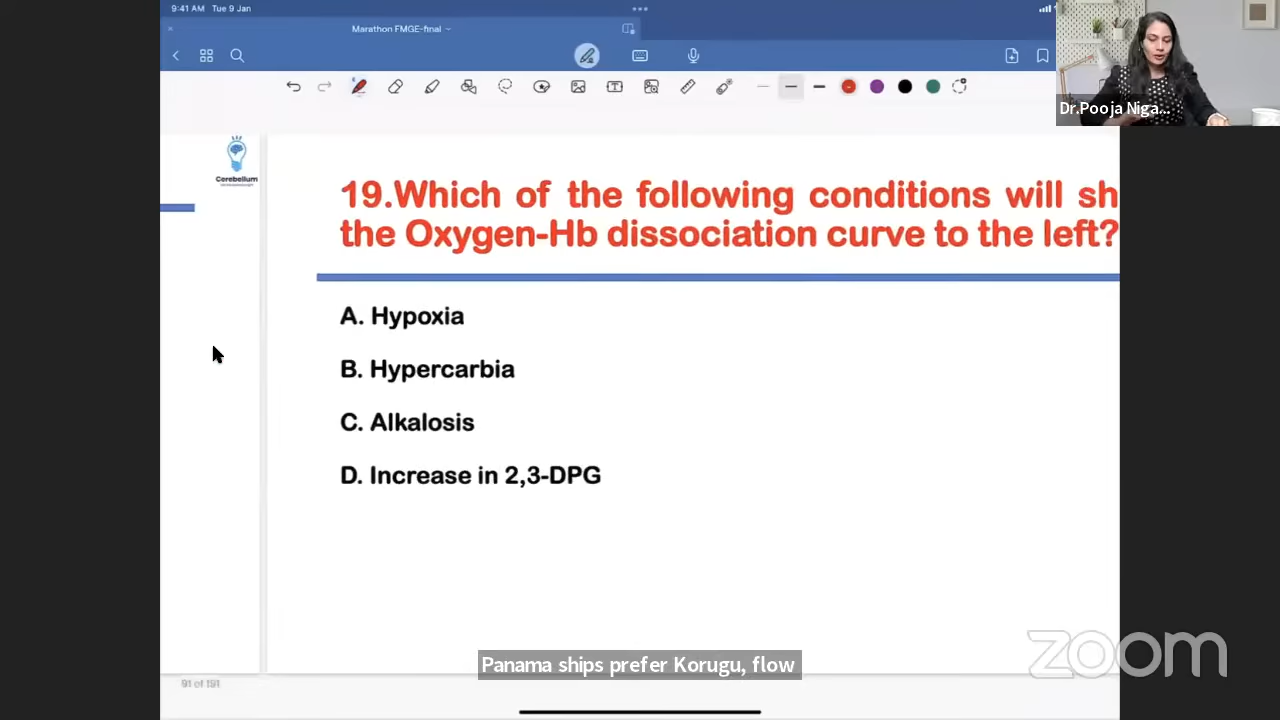 9:41 AM Tue 9 Jan
Marathon FMGE-final
Dr.Pooja Niga...
Cerebellum
19.Which of the following conditions will sh
the Oxygen-Hb dissociation curve to the left?
A. Hypoxia
B. Hypercarbia
C. Alkalosis
D. Increase in 2,3-DPG
Panama ships prefer Korugu, flow
zoom
91 of 191